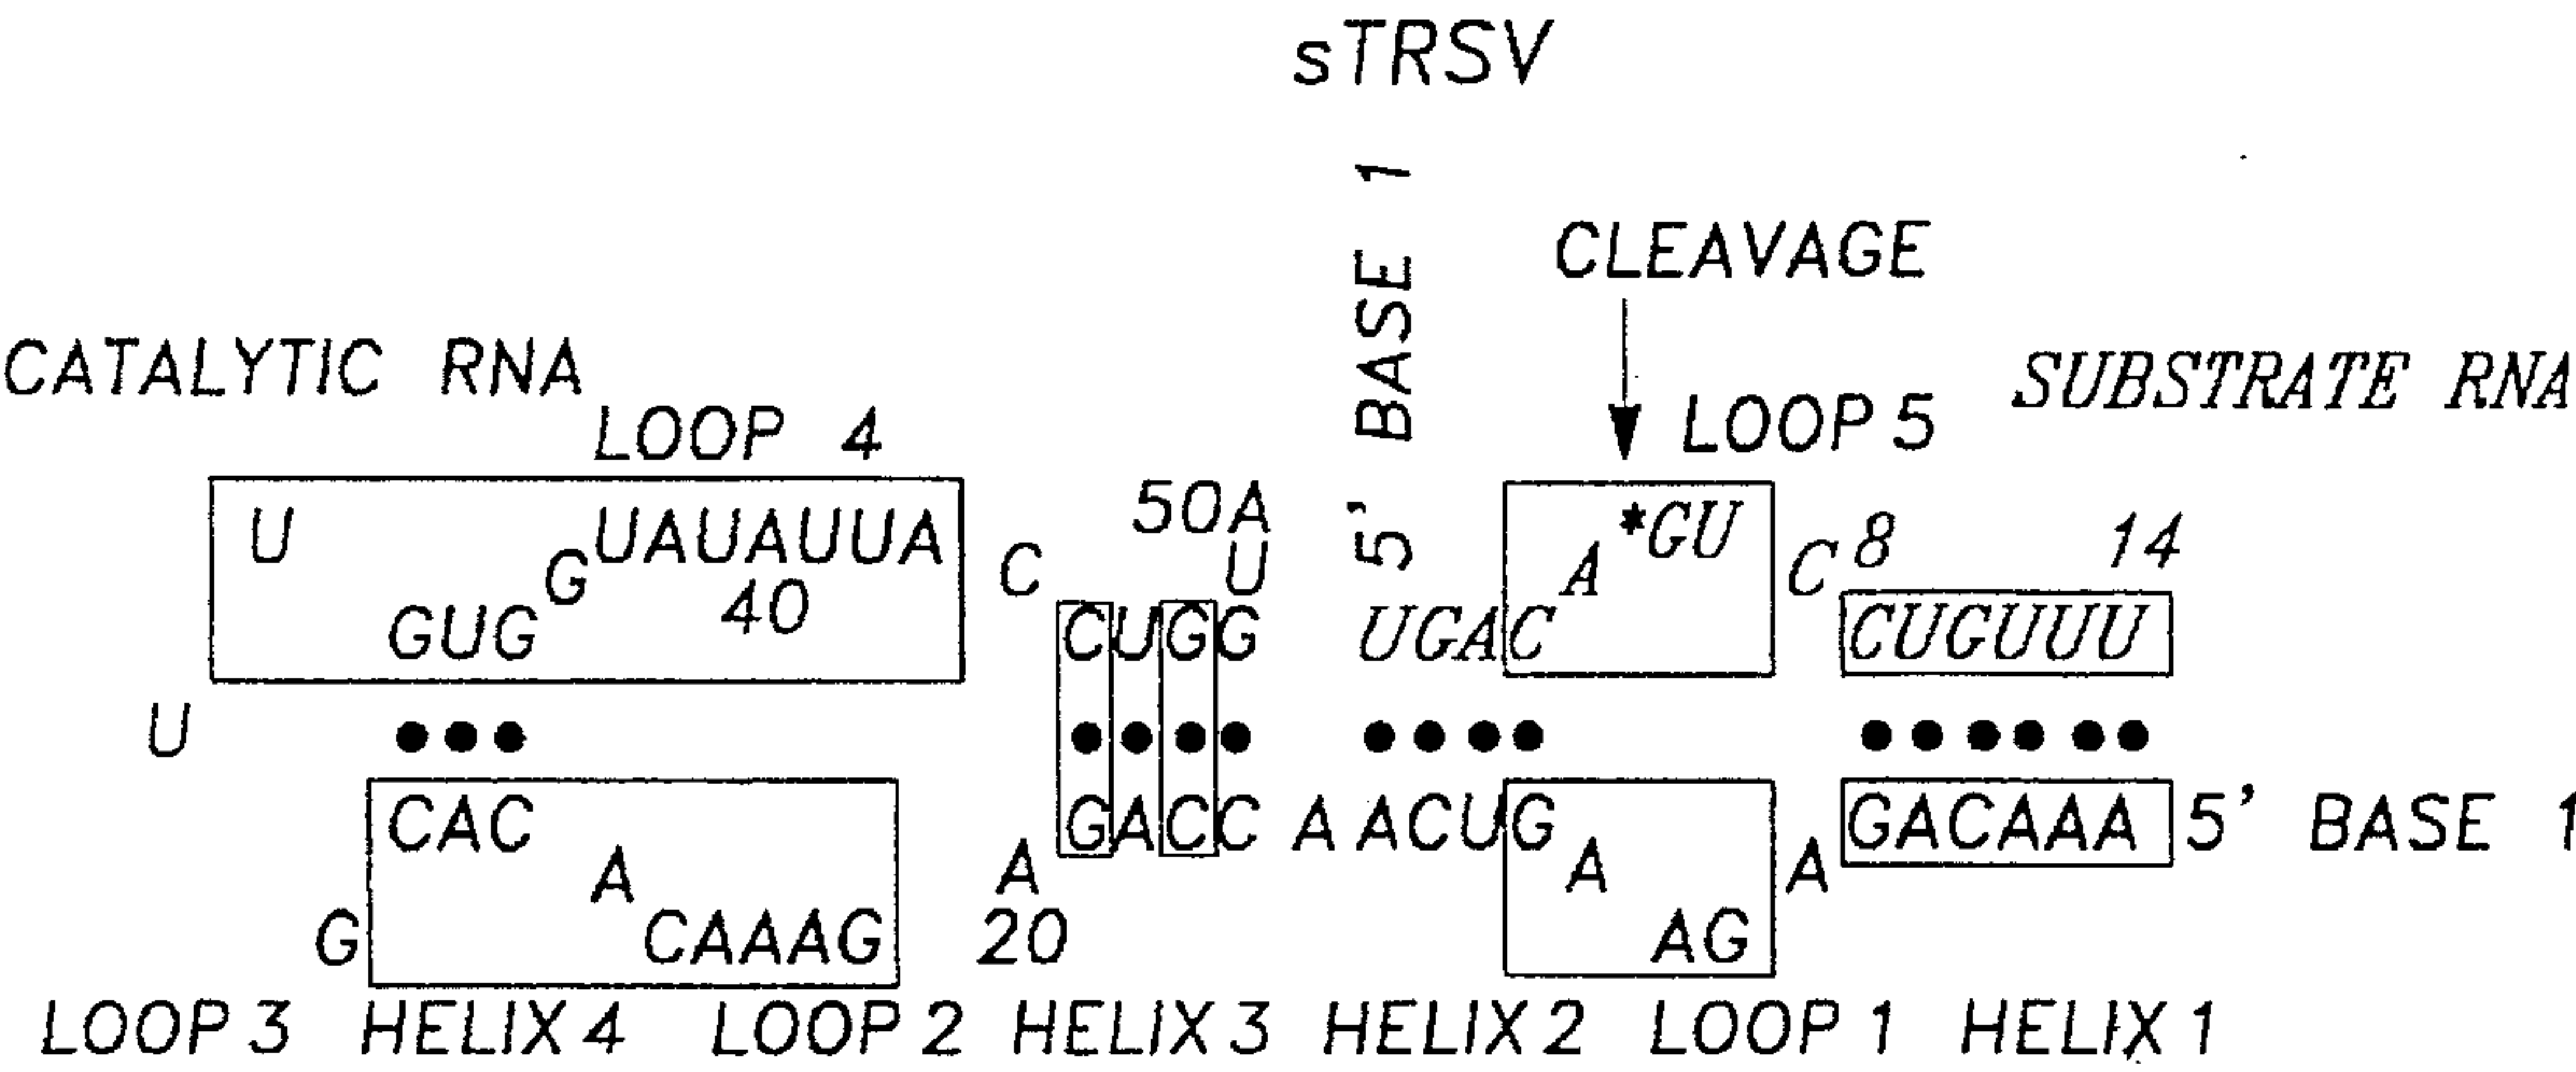 sTRSV
5' BASE 1
CLEAVAGE
CATALYTIC RNA
SUBSTRATE RNA
LOOP 4
LOOP 5
U
UAUAUUA
G
40
GUG
C
50A
U
CUGG
UGAC
A
*GU
C
8
14
CUGUUU
U
CAC
A
CAAAG
G
A
20
GACC
A
ACUG
A
AG
A
GACAAA
5' BASE 1
LOOP 3 HELIX 4 LOOP 2 HELIX 3 HELIX 2 LOOP 1 HELIX 1